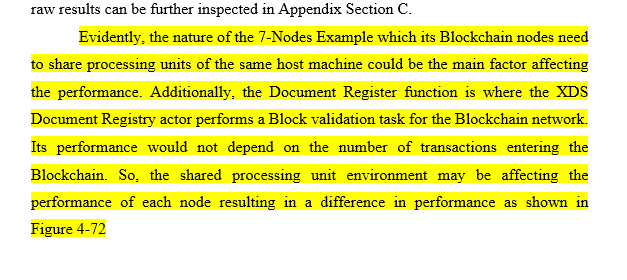 raw results can be further inspected in Appendix Section C.
Evidently, the nature of the 7-Nodes Example which its Blockchain nodes need
to share processing units of the same host machine could be the main factor affecting
the performance. Additionally, the Document Register function is where the XDS
Document Registry actor performs a Block validation task for the Blockchain network.
Its performance would not depend on the number of transactions entering the
Blockchain. So, the shared processing unit environment may be affecting the
performance of each node resulting in a difference in performance as shown in
Figure 4-72